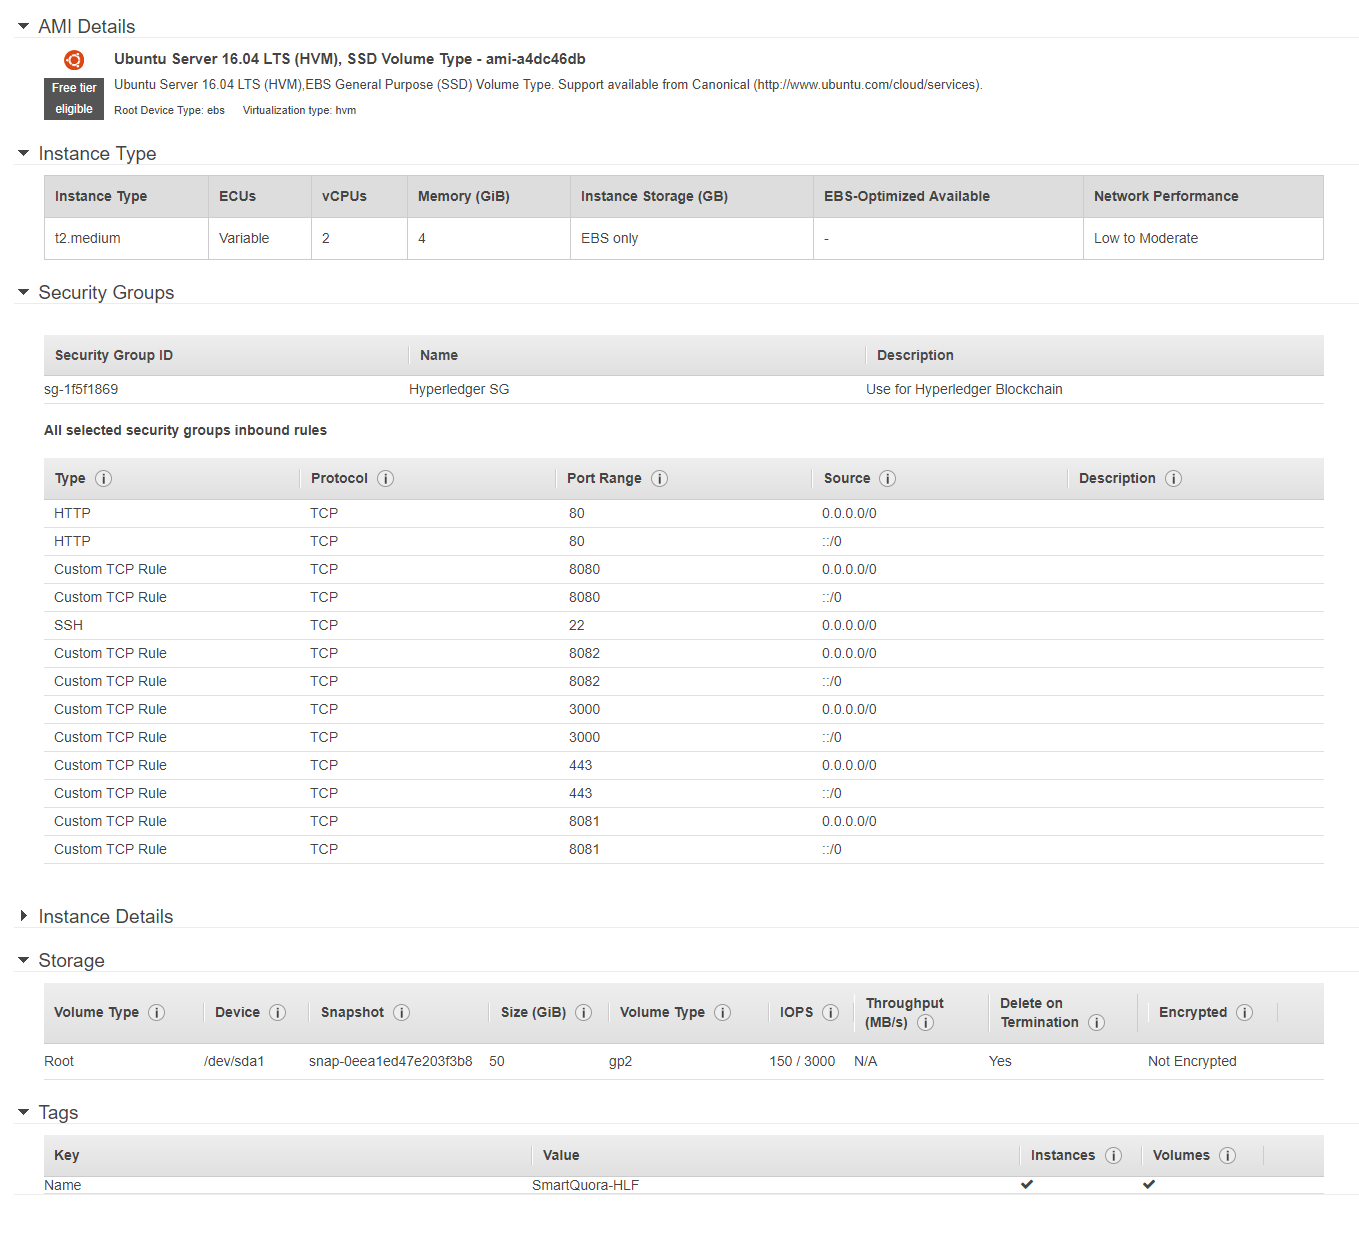 AMI Details
Ubuntu Server 16.04 LTS (HVM), SSD Volume Type - ami-a4dc46db
Free tier eligible
Ubuntu Server 16.04 LTS (HVM),EBS General Purpose (SSD) Volume Type. Support available from Canonical (http://www.ubuntu.com/cloud/services).
Root Device Type: ebs Virtualization type: hvm
Instance Type
Instance Type ECUs vCPUs Memory (GiB) Instance Storage (GB) EBS-Optimized Available Network Performance
t2.medium Variable 2 4 EBS only - Low to Moderate
Security Groups
Security Group ID Name Description
sg-1f5f1869 Hyperledger SG Use for Hyperledger Blockchain
All selected security groups inbound rules
Type i Protocol i Port Range i Source i Description i
HTTP TCP 80 0.0.0.0/0
HTTP TCP 80 ::/0
Custom TCP Rule TCP 8080 0.0.0.0/0
Custom TCP Rule TCP 8080 ::/0
SSH TCP 22 0.0.0.0/0
Custom TCP Rule TCP 8082 0.0.0.0/0
Custom TCP Rule TCP 8082 ::/0
Custom TCP Rule TCP 3000 0.0.0.0/0
Custom TCP Rule TCP 3000 ::/0
Custom TCP Rule TCP 443 0.0.0.0/0
Custom TCP Rule TCP 443 ::/0
Custom TCP Rule TCP 8081 0.0.0.0/0
Custom TCP Rule TCP 8081 ::/0
Instance Details
Storage
Volume Type i Device i Snapshot i Size (GiB) i Volume Type i IOPS i Throughput (MB/s) i Delete on Termination i Encrypted i
Root /dev/sda1 snap-0eea1ed47e203f3b8 50 gp2 150 / 3000 N/A Yes Not Encrypted
Tags
Key Value Instances i Volumes i
Name SmartQuora-HLF